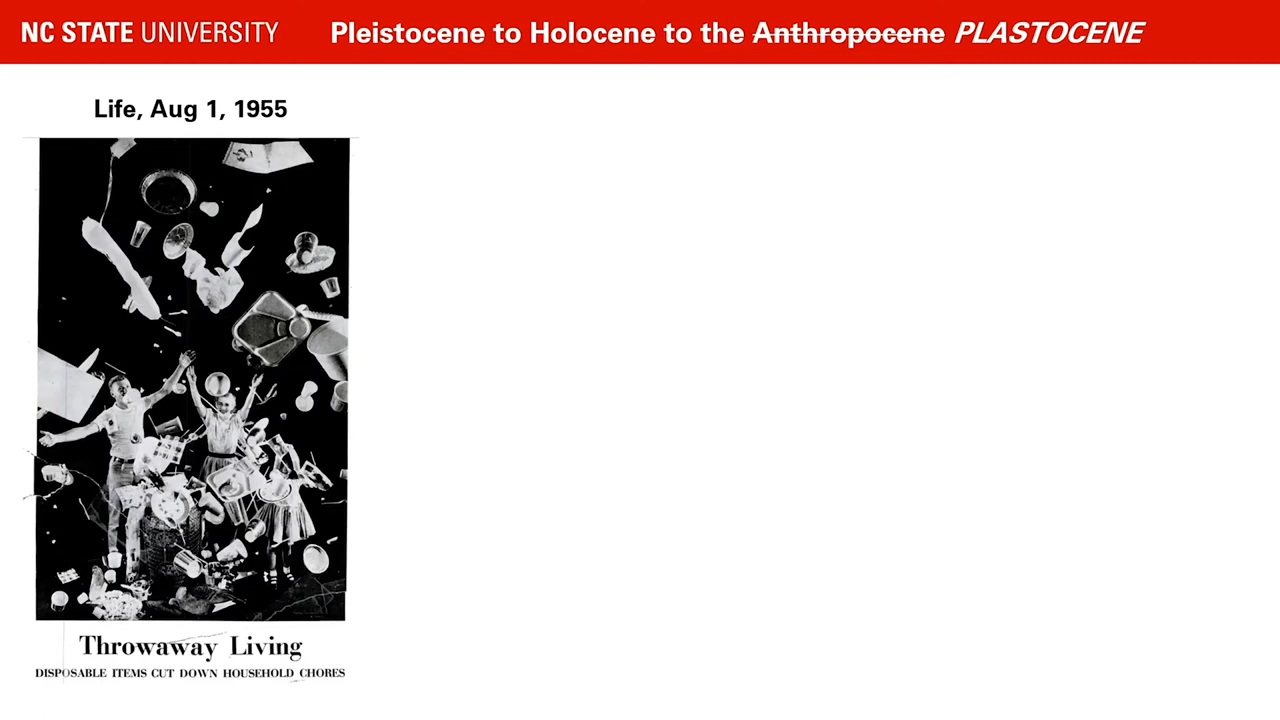 NC STATE UNIVERSITY
Pleistocene to Holocene to the Anthropocene PLASTOCENE
Life, Aug 1, 1955
Throwaway Living
DISPOSABLE ITEMS CUT DOWN HOUSEHOLD CHORES